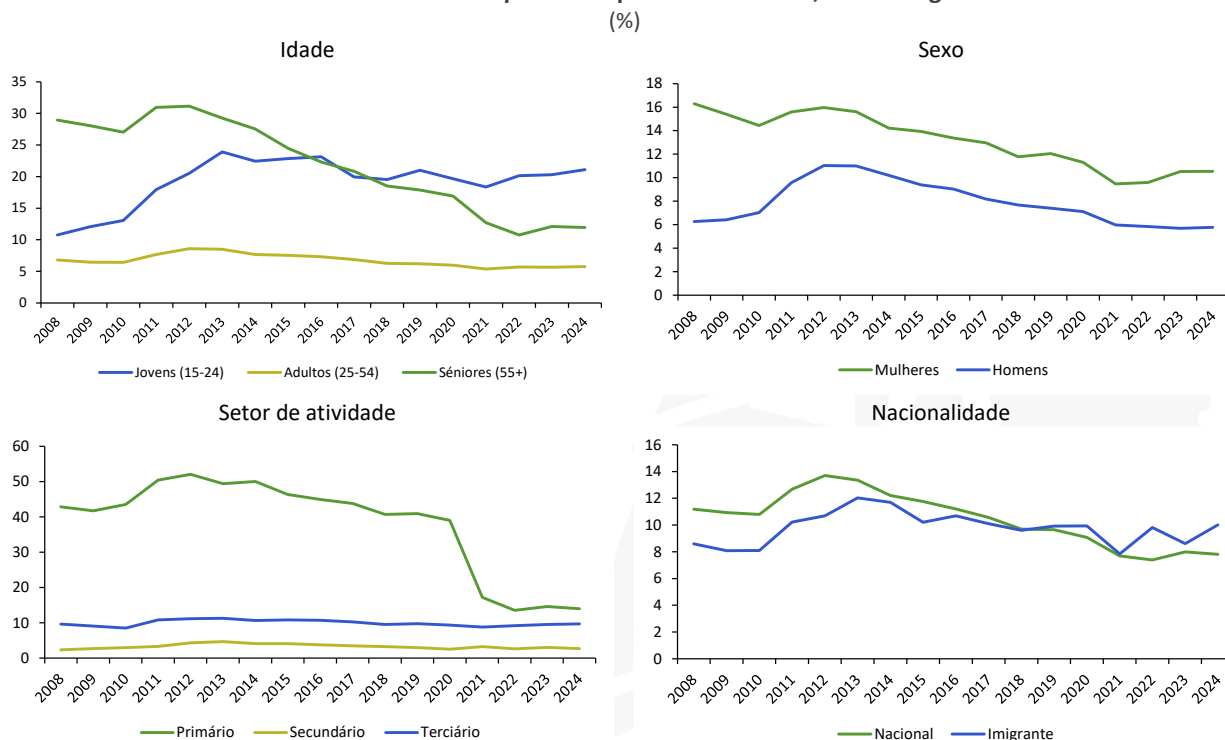 (%)
Idade
35
30
25
20
15
10
5
0
2008 2009 2010 2011 2012 2013 2014 2015 2016 2017 2018 2019 2020 2021 2022 2023 2024
Jovens (15-24) Adultos (25-54) Séniores (55+)
Sexo
18
16
14
12
10
8
6
4
2
0
2008 2009 2010 2011 2012 2013 2014 2015 2016 2017 2018 2019 2020 2021 2022 2023 2024
Mulheres Homens
Setor de atividade
60
50
40
30
20
10
0
2008 2009 2010 2011 2012 2013 2014 2015 2016 2017 2018 2019 2020 2021 2022 2023 2024
Primário Secundário Terciário
Nacionalidade
16
14
12
10
8
6
4
2
0
2008 2009 2010 2011 2012 2013 2014 2015 2016 2017 2018 2019 2020 2021 2022 2023 2024
Nacional Imigrante